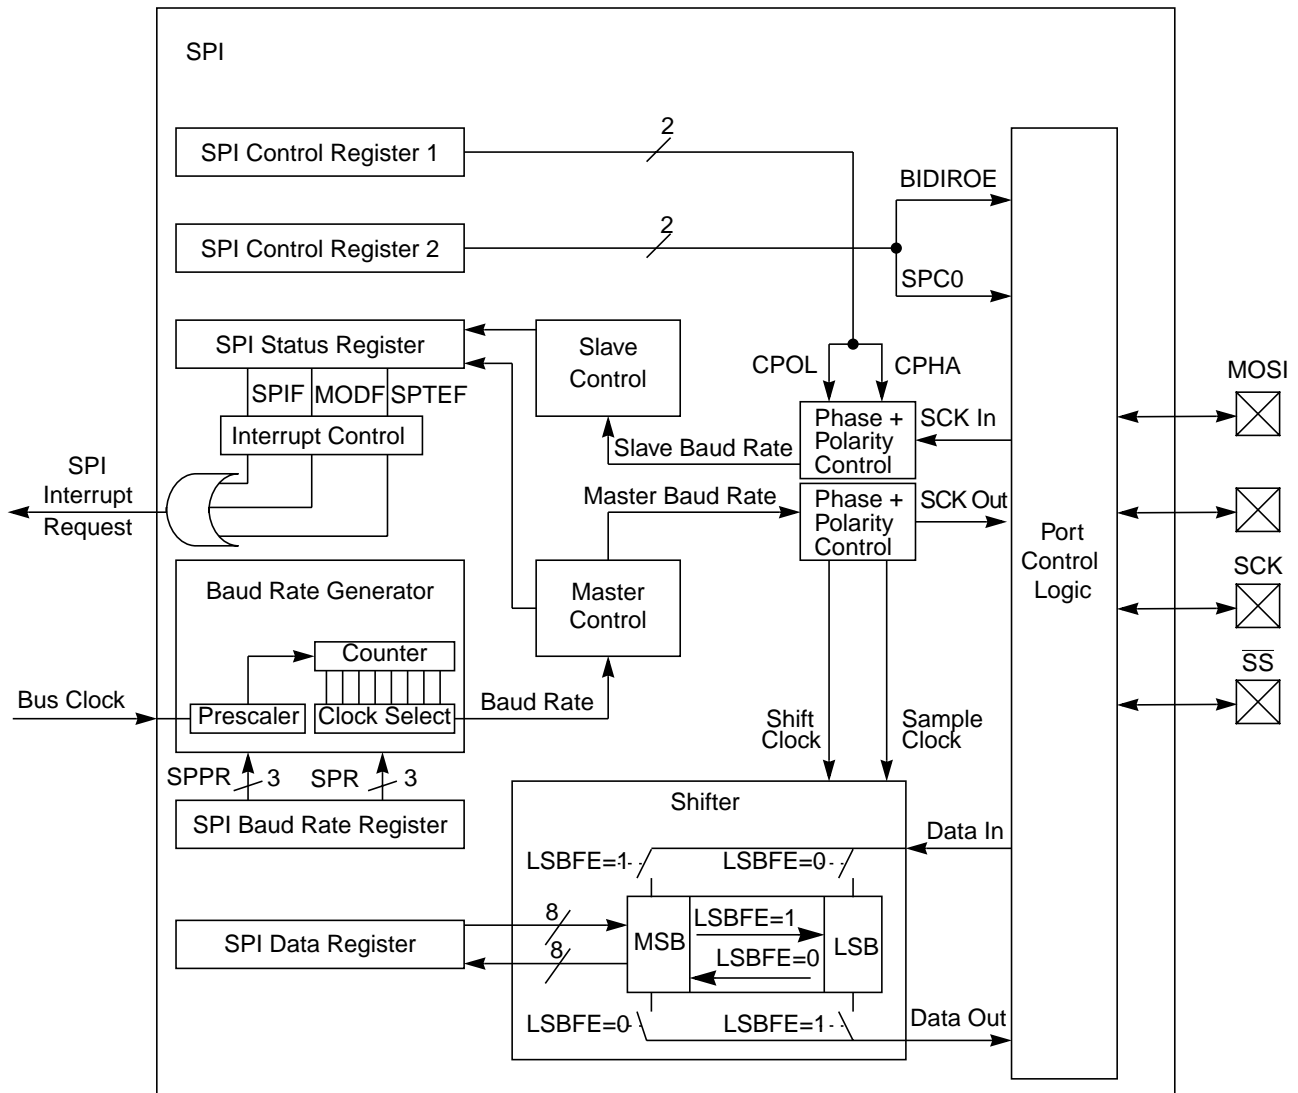 SPI
SPI Control Register 1
2
BIDIROE
SPI Control Register 2
2
SPC0
SPI Status Register
Slave
Control
CPOL
CPHA
MOSI
SPIF
MODF
SPTEF
Interrupt Control
Phase +
Polarity
Control
SCK In
Slave Baud Rate
SPI
Interrupt
Request
Master Baud Rate
Phase +
Polarity
Control
SCK Out
Port
Control
Logic
SCK
Baud Rate Generator
Master
Control
Counter
SS
Bus Clock
Prescaler
Clock Select
Baud Rate
Shift
Clock
Sample
Clock
SPPR
3
SPR
3
SPI Baud Rate Register
Shifter
Data In
LSBFE=1
LSBFE=0
SPI Data Register
8
8
MSB
LSBFE=1
LSBFE=0
LSB
LSBFE=0
LSBFE=1
Data Out